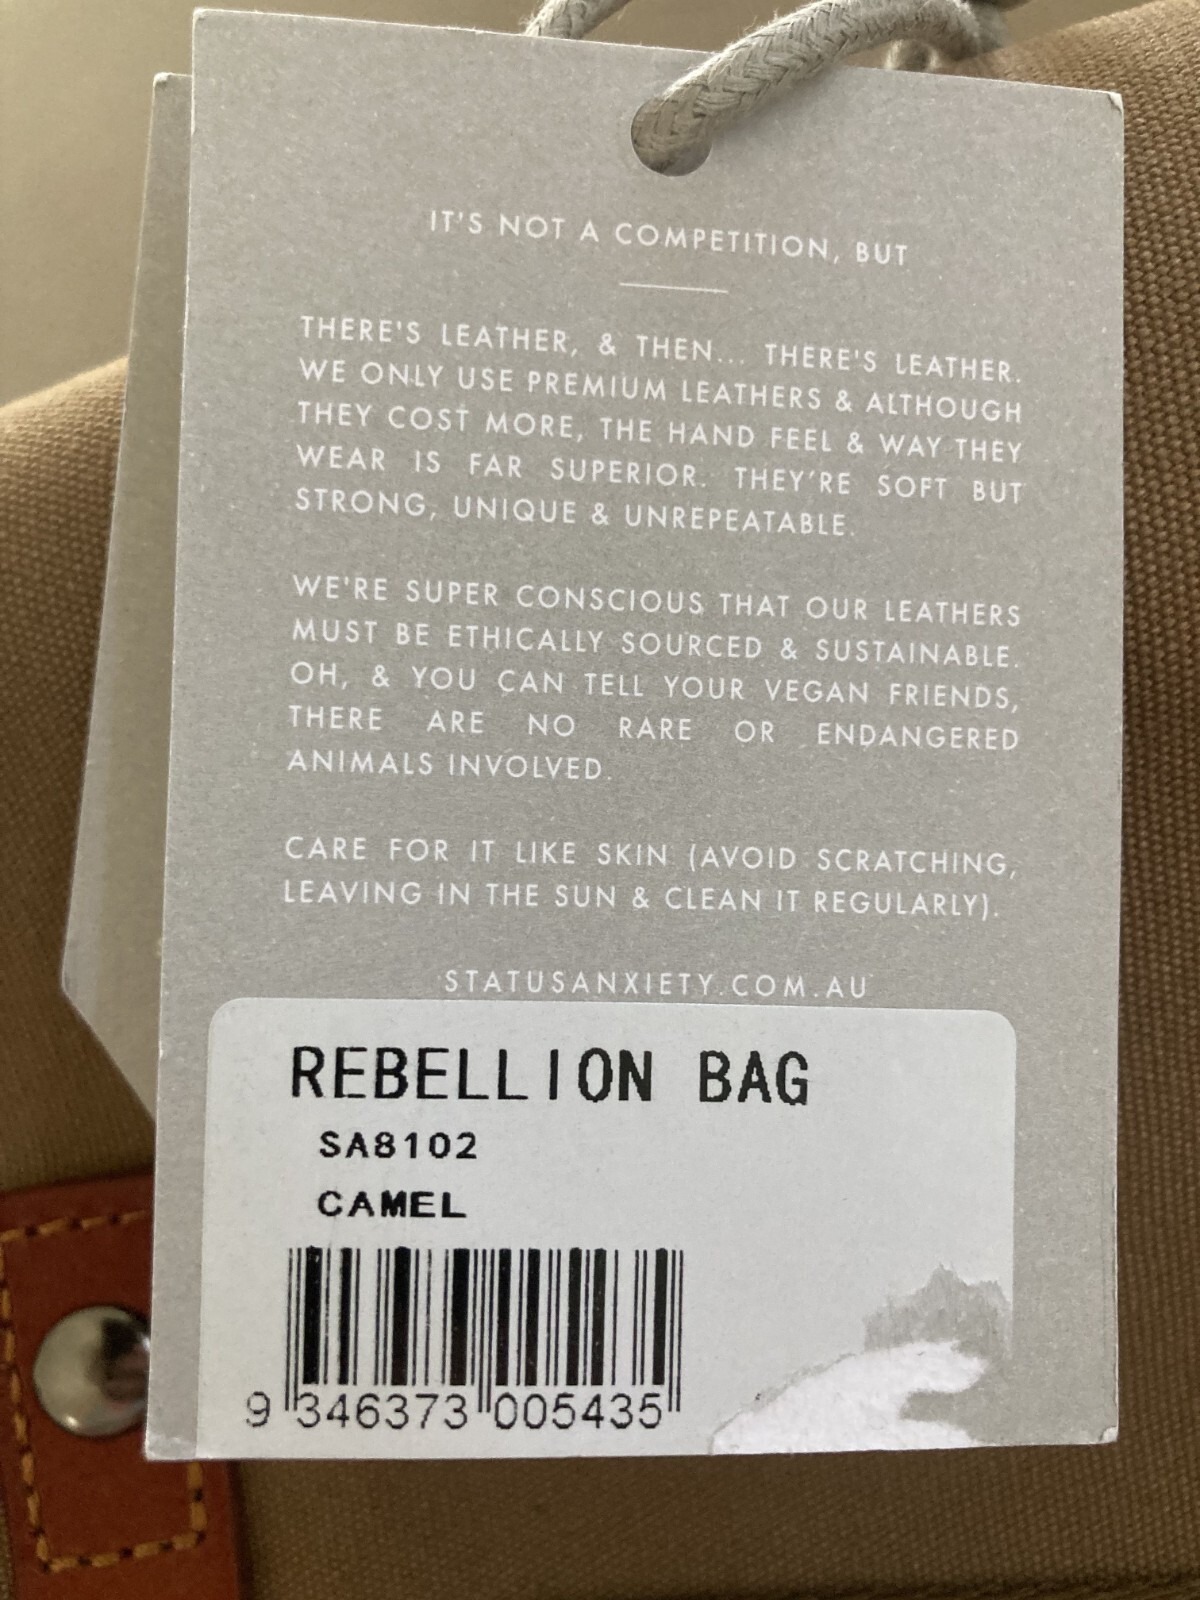 IT'S NOT A COMPETITION, BUT
THERE'S LEATHER, & THEN... THERE'S LEATHER.
WE ONLY USE PREMIUM LEATHERS & ALTHOUGH
THEY COST MORE, THE HAND FEEL & WAY THEY
WEAR IS FAR SUPERIOR. THEY'RE SOFT BUT
STRONG, UNIQUE & UNREPEATABLE.
WE'RE SUPER CONSCIOUS THAT OUR LEATHERS
MUST BE ETHICALLY SOURCED & SUSTAINABLE.
OH, & YOU CAN TELL YOUR VEGAN FRIENDS,
THERE ARE NO RARE OR ENDANGERED
ANIMALS INVOLVED.
CARE FOR IT LIKE SKIN (AVOID SCRATCHING,
LEAVING IN THE SUN & CLEAN IT REGULARLY).
STATUSANXIETY.COM.AU
REBELLION BAG
SA8102
CAMEL
9 346373 005435